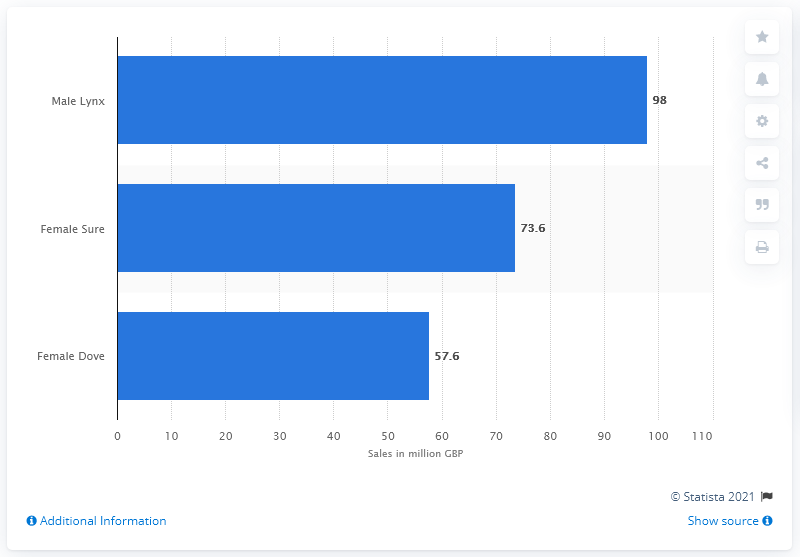 Male Lynx
98
Female Sure
73.6
Female Dove
57.6
0 10 20 30 40 50 60 70 80 90 100 110
Sales in million GBP
© Statista 2021
Additional Information
Show source